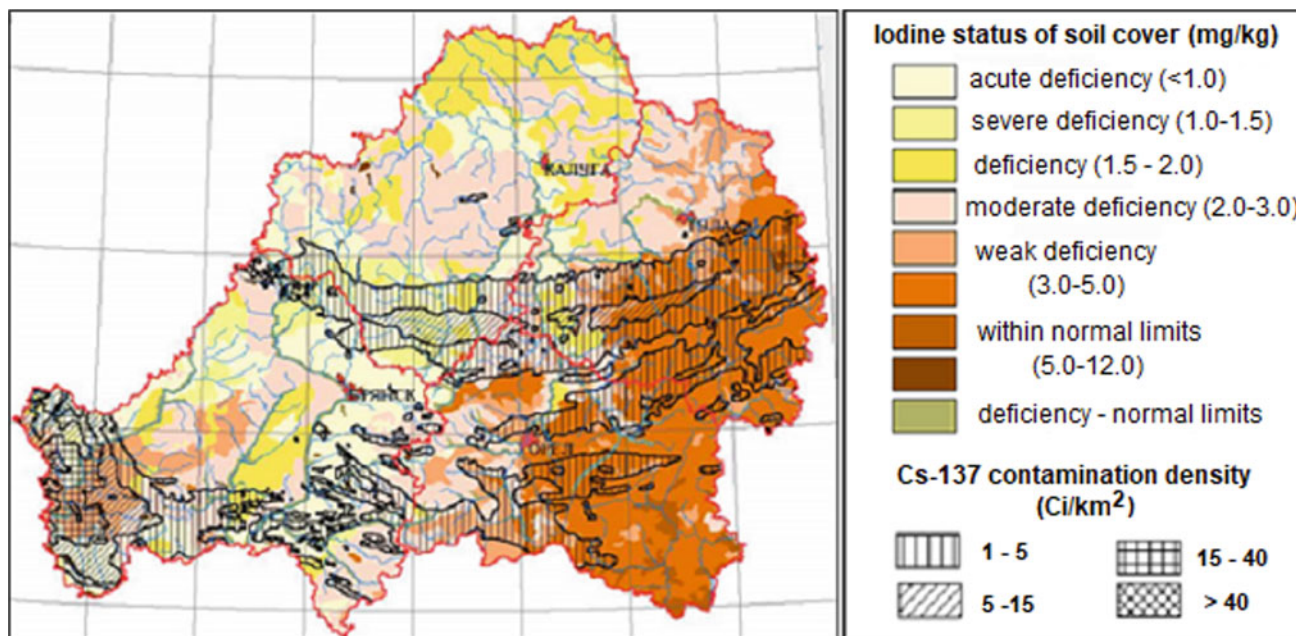 КАЛУГА
ТУЛА
БРЯНСК
ОРЕЛ
Iodine status of soil cover (mg/kg)
acute deficiency (<1.0)
severe deficiency (1.0-1.5)
deficiency (1.5 - 2.0)
moderate deficiency (2.0-3.0)
weak deficiency
(3.0-5.0)
within normal limits
(5.0-12.0)
deficiency - normal limits
Cs-137 contamination density
(Ci/km2)
1 - 5
15 - 40
5 -15
> 40